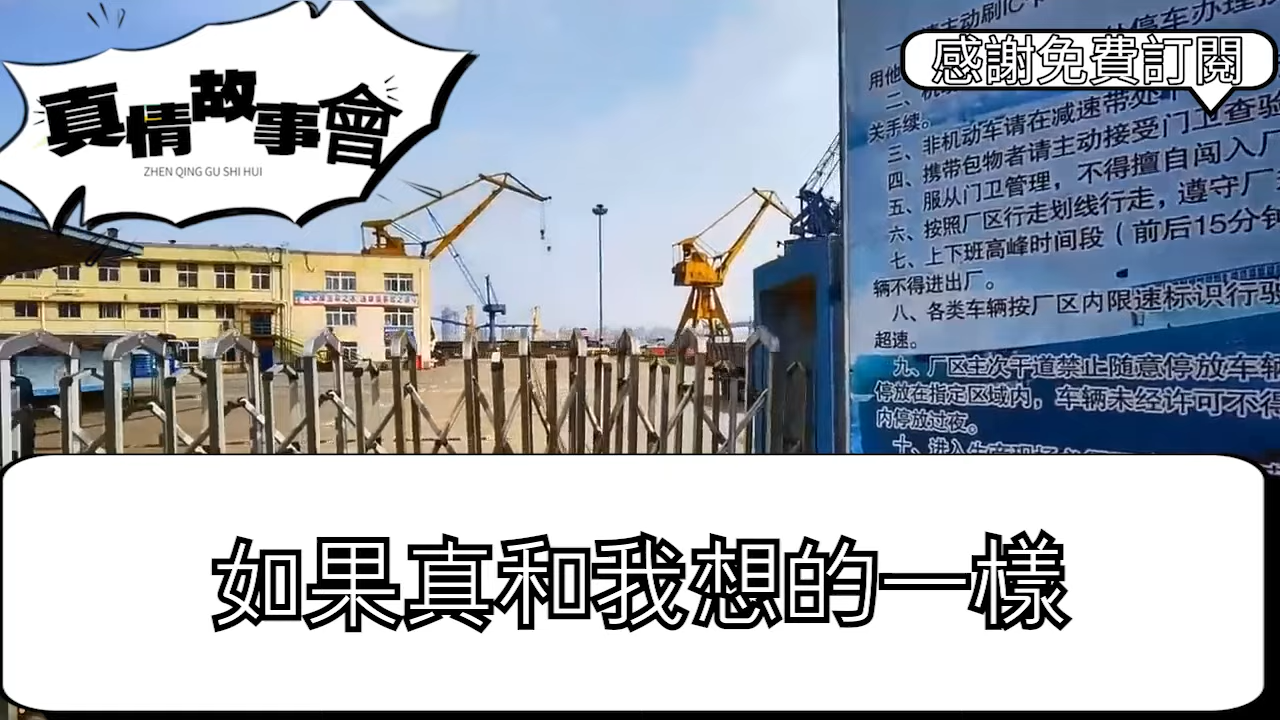 真情故事會
ZHEN QING GU SHI HUI
感謝免費訂閱
关手续。
三、非机动车请在减速带处
四、携带包物者请主动接受门卫查验
五、服从门卫管理，不得擅自闯入厂
六、按照厂区行走划线行走，遵守厂
七、上下班高峰时间段（前后15分钟
辆不得进出厂。
八、各类车辆按厂区内限速标识行驶
超速。
九、厂区主次干道禁止随意停放车辆
停放在指定区域内，车辆未经许可不得
内停放过夜。
如果真和我想的一樣